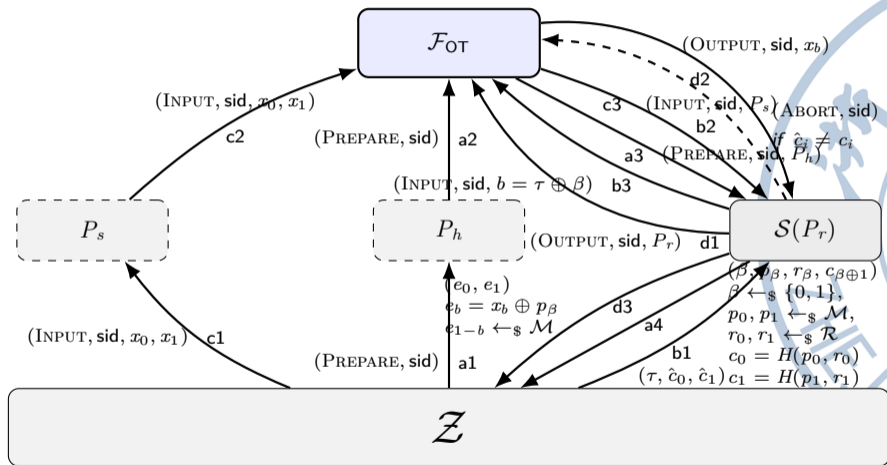 𝓕_OT
(OUTPUT, sid, x_b)
d2
(INPUT, sid, x_0, x_1)
c2
(PREPARE, sid)
a2
c3
(INPUT, sid, P_s)
b2
(ABORT, sid)
if ĉ_i ≠ c_i
a3
(PREPARE, sid, P_h)
(INPUT, sid, b = τ ⊕ β)
b3
P_s
P_h
(OUTPUT, sid, P_r)
d1
𝓢(P_r)
(e_0, e_1)
e_b = x_b ⊕ p_β
e_{1−b} ←_$ 𝓜
(β, p_β, r_β, c_{β⊕1})
β ←_$ {0, 1},
p_0, p_1 ←_$ 𝓜,
r_0, r_1 ←_$ 𝓡
c_0 = H(p_0, r_0)
c_1 = H(p_1, r_1)
d3
a4
b1
(τ, ĉ_0, ĉ_1)
(INPUT, sid, x_0, x_1)
c1
(PREPARE, sid)
a1
𝓩